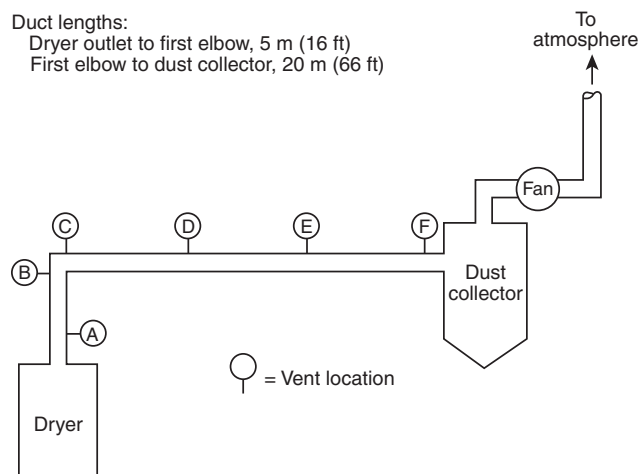 Duct lengths:
Dryer outlet to first elbow, 5 m (16 ft)
First elbow to dust collector, 20 m (66 ft)
To
atmosphere
Fan
C
D
E
F
B
Dust
collector
A
= Vent location
Dryer